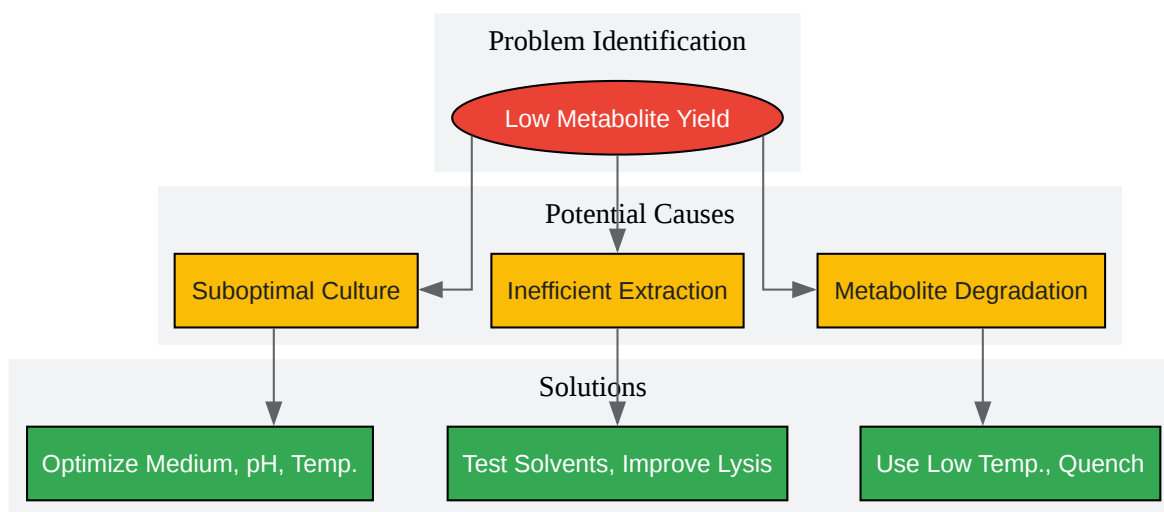 Problem Identification
Low Metabolite Yield
Potential Causes
Suboptimal Culture
Inefficient Extraction
Metabolite Degradation
Solutions
Optimize Medium, pH, Temp.
Test Solvents, Improve Lysis
Use Low Temp., Quench